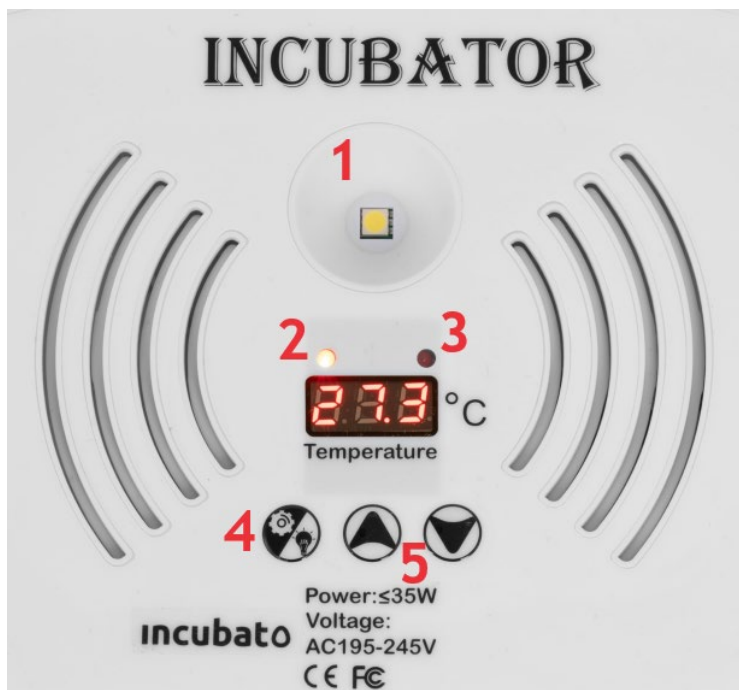 INCUBATOR
1
2 3
27.3 °C
Temperature
4 5
Power:≤35W
Voltage:
AC195-245V
incubato
CE FC